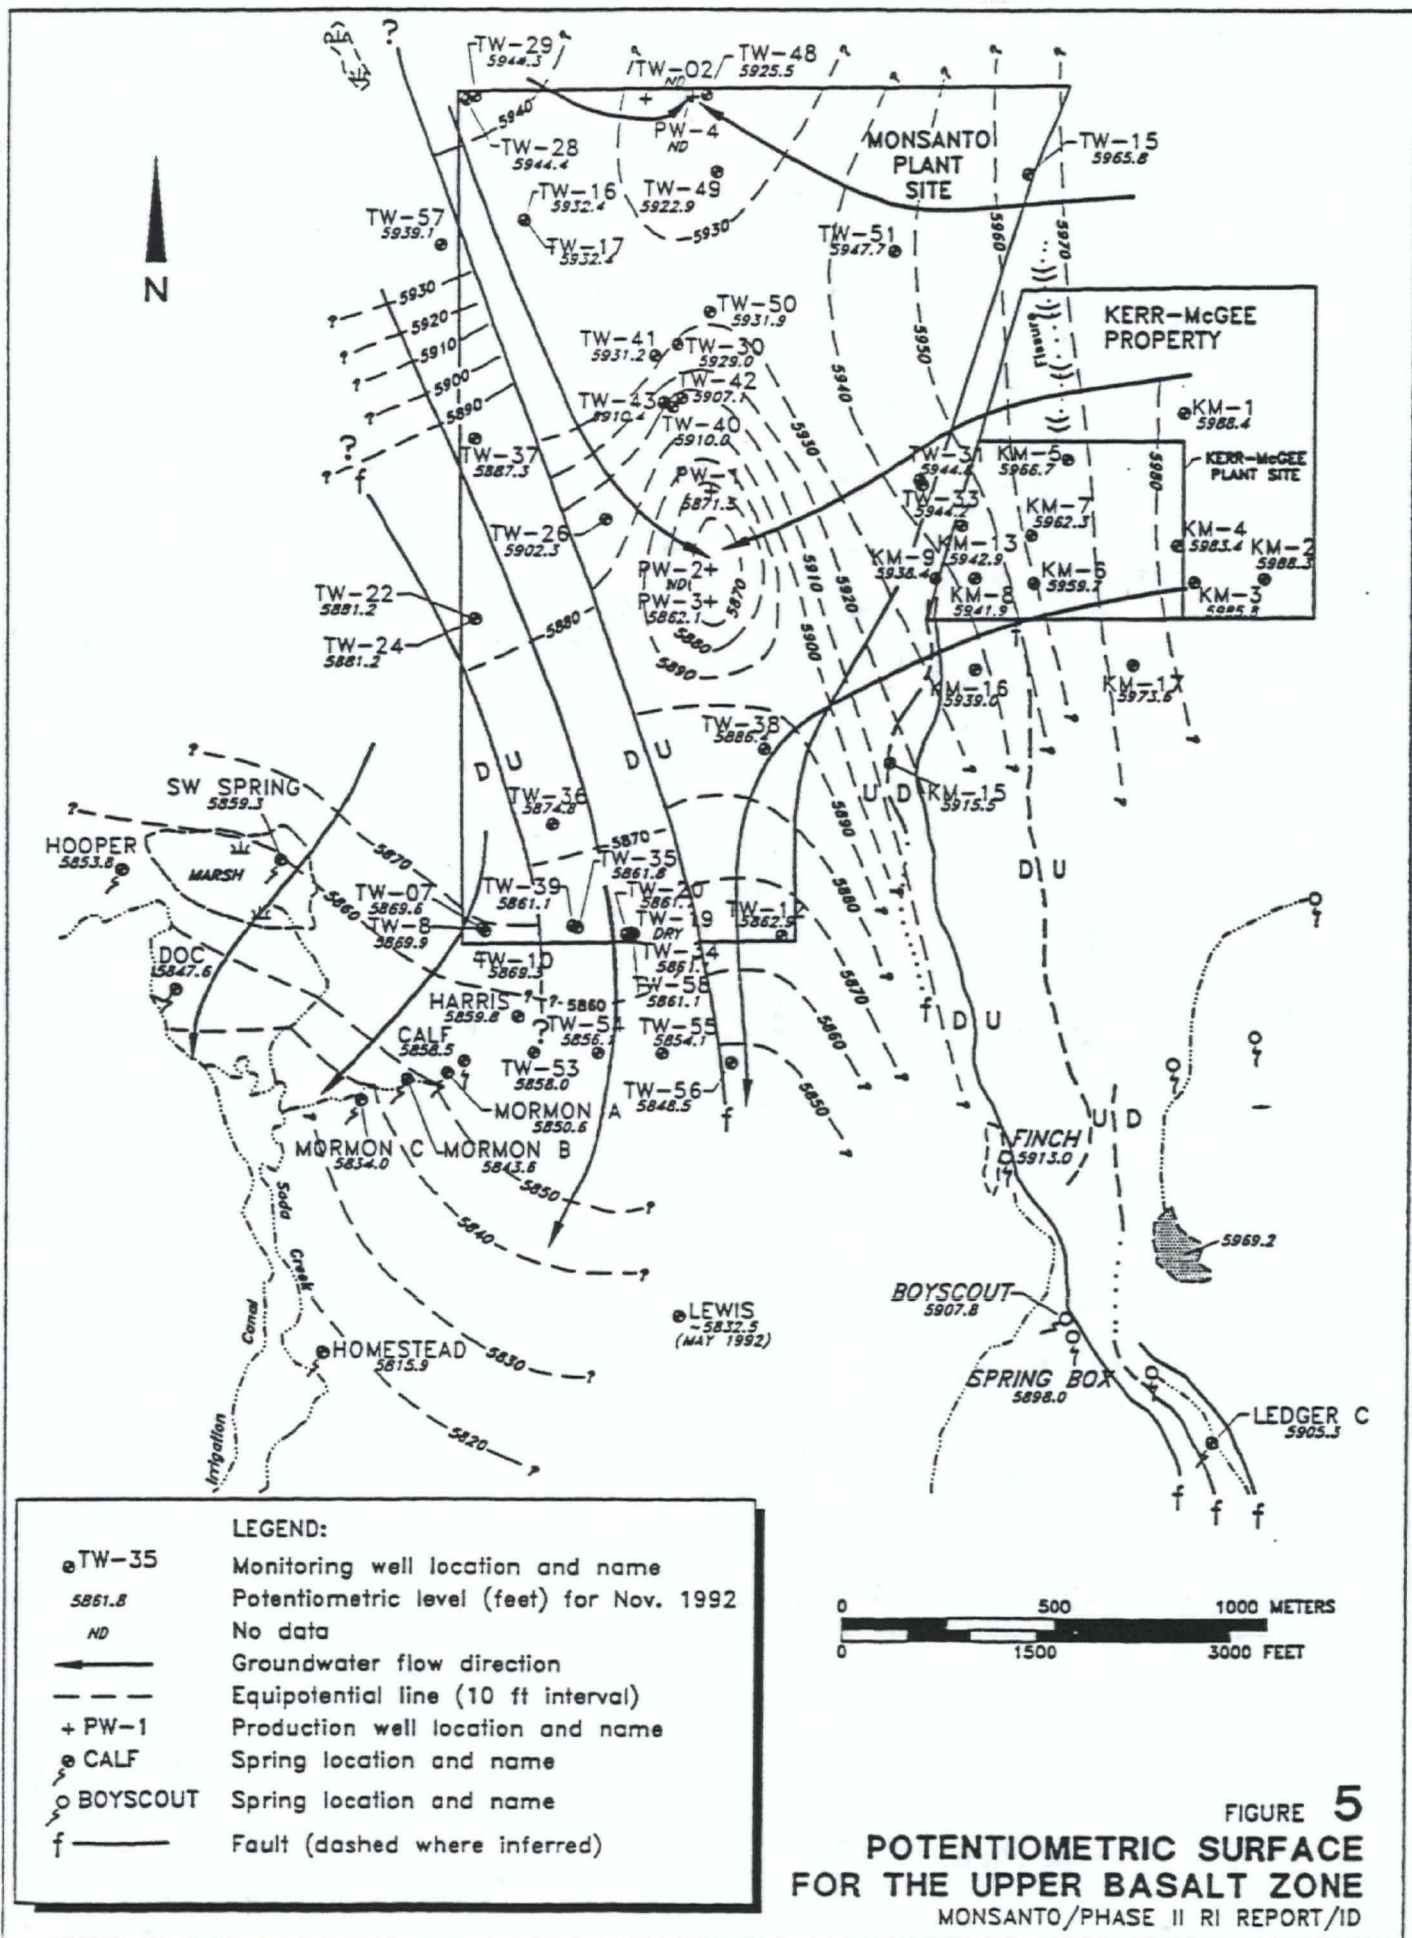 ?
TW-29
5944.3
TW-02
ND
TW-48
5925.5
5940
PW-4
ND
TW-28
5944.4
MONSANTO
PLANT
SITE
TW-15
5965.8
TW-16
5932.4
TW-49
5922.9
TW-57
5939.1
TW-17
5932.4
5930
TW-51
5947.7
5960
5970
N
5930
5920
5910
5900
5890
TW-50
5931.9
TW-41
5931.2
TW-30
5929.0
5950
5940
Fissure
KERR-McGEE
PROPERTY
TW-42
5907.1
TW-43
5910.4
TW-40
5910.0
5930
KM-1
5988.4
TW-37
5887.3
TW-31
KM-5
5966.7
5980
KERR-McGEE
PLANT SITE
PW-1
5871.3
TW-33
5944.2
KM-7
5962.3
TW-26
5902.3
KM-13
5942.9
KM-4
5983.4
KM-2
5988.3
KM-9
5938.4
PW-2
ND
5870
5910
5920
KM-6
5959.2
KM-8
5941.9
KM-3
5985.8
PW-3
5862.1
TW-22
5881.2
TW-24
5881.2
5880
5880
5890
5900
KM-16
5939.0
KM-17
5973.6
TW-38
5886.4
D U
D U
U D
KM-15
5915.5
SW SPRING
5859.3
TW-36
5874.8
5890
HOOPER
5853.8
MARSH
5870
5870
TW-35
5861.8
D U
5860
TW-07
5869.6
TW-39
5861.1
TW-20
5861.2
5880
TW-8
5869.9
TW-19
DRY
TW-12
5862.9
DOC
5847.6
TW-10
5869.3
TW-34
5861.7
TW-58
5861.1
5870
HARRIS
5859.8
5860
f
D U
CALF
5858.5
TW-54
5856.1
TW-55
5854.1
5860
TW-53
5858.0
TW-56
5848.5
5850
MORMON A
5850.6
f
U D
MORMON C
5834.0
MORMON B
5843.6
FINCH
5913.0
Soda
Creek
5850
5840
5969.2
BOYSCOUT
5907.8
LEWIS
~5832.5
(MAY 1992)
Canal
HOMESTEAD
5815.9
5830
SPRING BOX
5898.0
LEDGER C
5905.3
Irrigation
5820
f f f
LEGEND:
TW-35 Monitoring well location and name
5861.8 Potentiometric level (feet) for Nov. 1992
ND No data
Groundwater flow direction
Equipotential line (10 ft interval)
+ PW-1 Production well location and name
CALF Spring location and name
BOYSCOUT Spring location and name
f Fault (dashed where inferred)
0 500 1000 METERS
0 1500 3000 FEET
FIGURE 5
POTENTIOMETRIC SURFACE
FOR THE UPPER BASALT ZONE
MONSANTO/PHASE II RI REPORT/ID